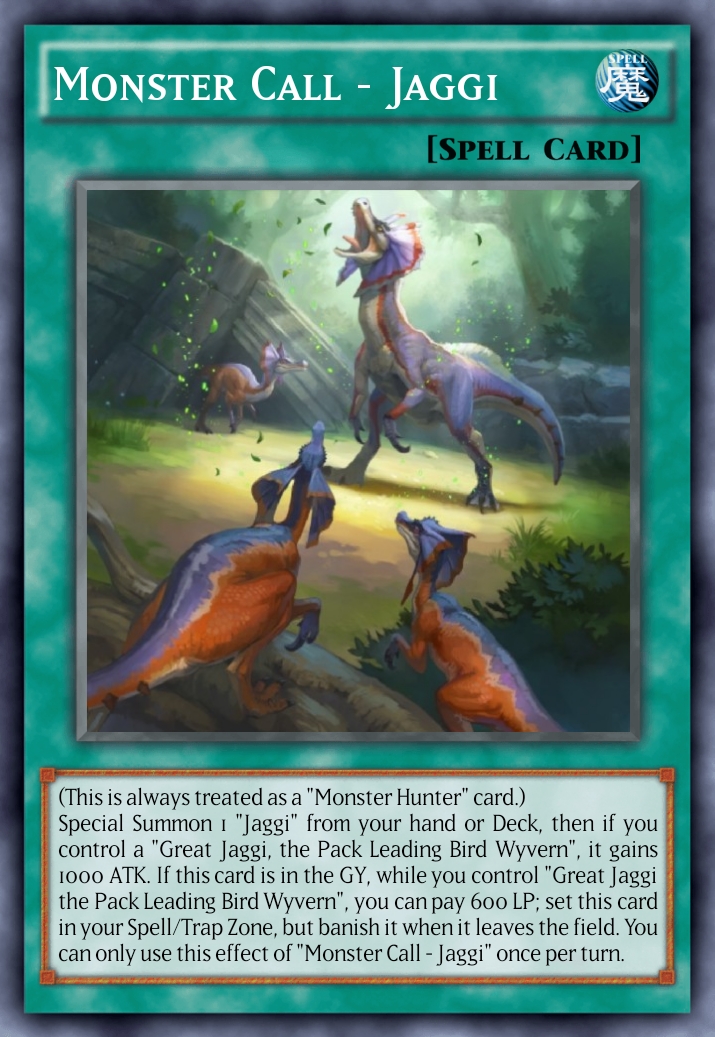 Monster Call - Jaggi
SPELL
魔
[Spell Card]
(This is always treated as a "Monster Hunter" card.)
Special Summon 1 "Jaggi" from your hand or Deck, then if you
control a "Great Jaggi, the Pack Leading Bird Wyvern", it gains
1000 ATK. If this card is in the GY, while you control "Great Jaggi
the Pack Leading Bird Wyvern", you can pay 600 LP; set this card
in your Spell/Trap Zone, but banish it when it leaves the field. You
can only use this effect of "Monster Call - Jaggi" once per turn.